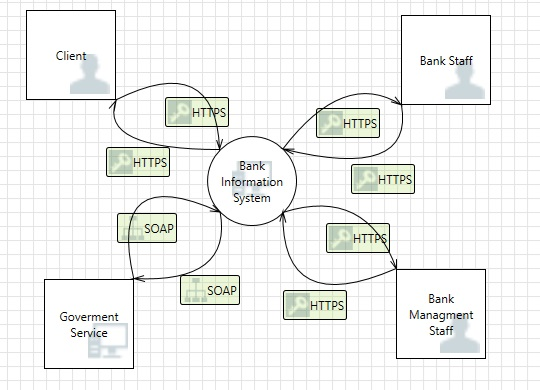 Client
Bank Staff
HTTPS
HTTPS
HTTPS
HTTPS
Bank
Information
System
SOAP
HTTPS
SOAP
HTTPS
Goverment
Service
Bank
Managment
Staff